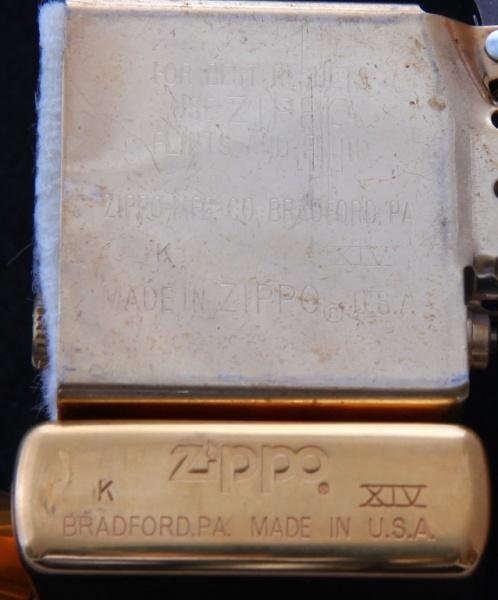 FOR BEST RESULTS
USE ZIPPO
FLINTS AND FLUID
ZIPPO MFG. CO. BRADFORD, PA
K XIV
MADE IN ZIPPO® U.S.A.
Zippo®
K XIV
BRADFORD,PA. MADE IN U.S.A.